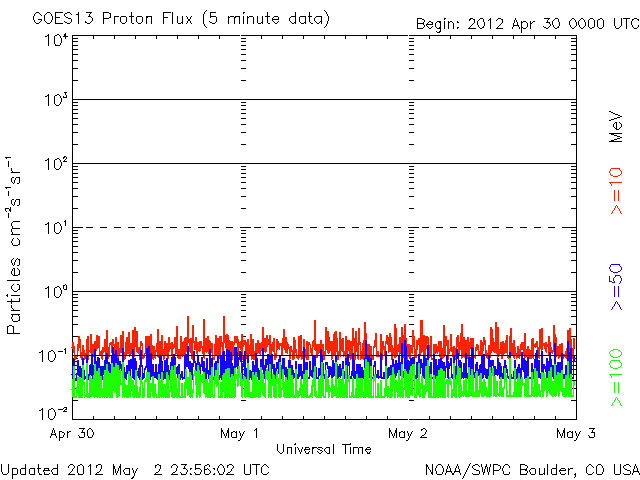 GOES13 Proton Flux (5 minute data)
Begin: 2012 Apr 30 0000 UTC
Particles cm⁻²s⁻¹sr⁻¹
10⁴
10³
10²
10¹
10⁰
10⁻¹
10⁻²
MeV
>=10
>=50
>=100
Apr 30
May 1
May 2
May 3
Universal Time
Updated 2012 May 2 23:56:02 UTC
NOAA/SWPC Boulder, CO USA